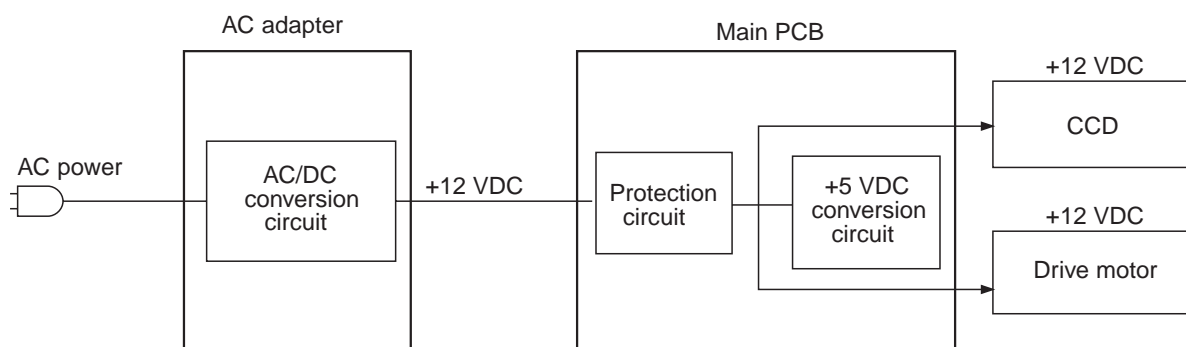 AC adapter
Main PCB
+12 VDC
CCD
AC power
AC/DC
conversion
circuit
+12 VDC
Protection
circuit
+5 VDC
conversion
circuit
+12 VDC
Drive motor